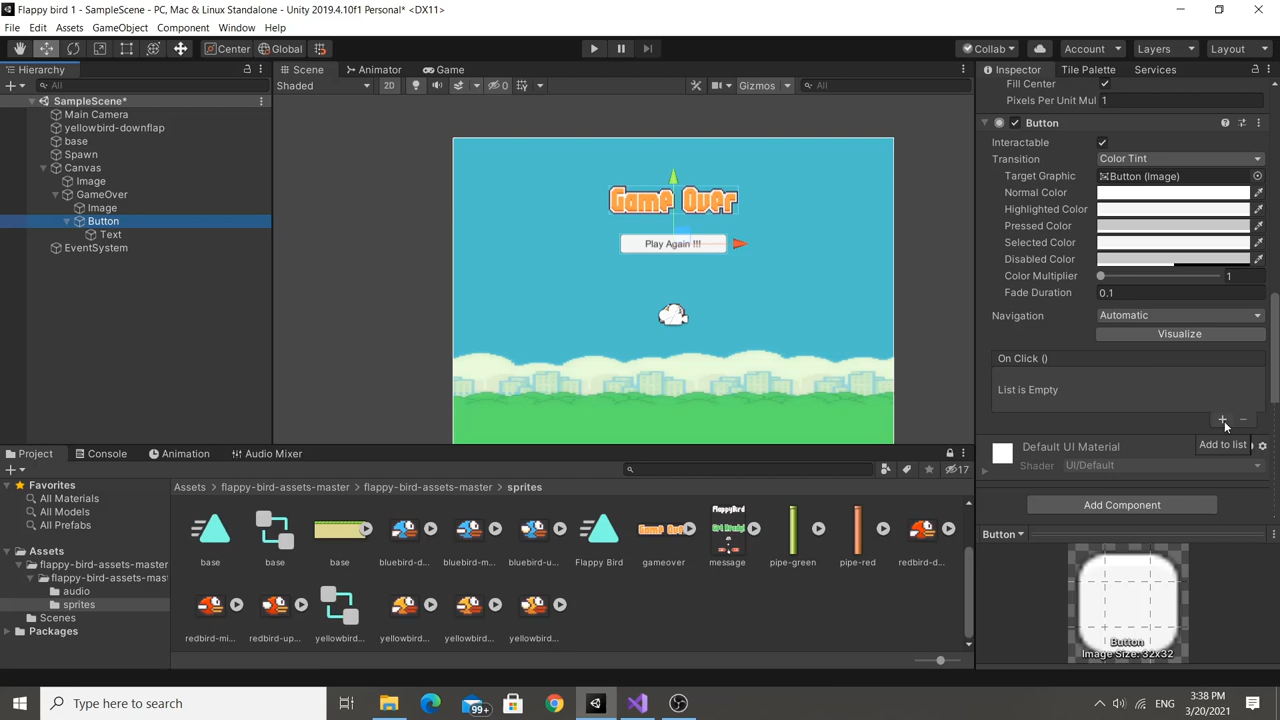 Flappy bird 1 - SampleScene - PC, Mac & Linux Standalone - Unity 2019.4.10f1 Personal* <DX11>
File Edit Assets GameObject Component Window Help
Center Global Collab Account Layers Layout
Hierarchy
All
SampleScene*
Main Camera
yellowbird-downflap
base
Spawn
Canvas
Image
GameOver
Image
Button
Text
EventSystem
Scene Animator Game
Shaded 2D 0 Gizmos All
Game Over
Play Again !!!
Inspector Tile Palette Services
Fill Center
Pixels Per Unit Mul 1
Button
Interactable
Transition Color Tint
Target Graphic Button (Image)
Normal Color
Highlighted Color
Pressed Color
Selected Color
Disabled Color
Color Multiplier 1
Fade Duration 0.1
Navigation Automatic
Visualize
On Click ()
List is Empty
Add to list
Default UI Material
Shader UI/Default
Add Component
Button
Button
Image Size: 32x32
Project Console Animation Audio Mixer
17
Favorites
All Materials
All Models
All Prefabs
Assets
flappy-bird-assets-master
flappy-bird-assets-mast
audio
sprites
Scenes
Packages
Assets > flappy-bird-assets-master > flappy-bird-assets-master > sprites
FlappyBird
base base base bluebird-d... bluebird-m... bluebird-u... Flappy Bird gameover message pipe-green pipe-red redbird-d...
redbird-mi... redbird-up... yellowbird... yellowbird... yellowbird... yellowbird...
Type here to search
99+
ENG
3:38 PM
3/20/2021